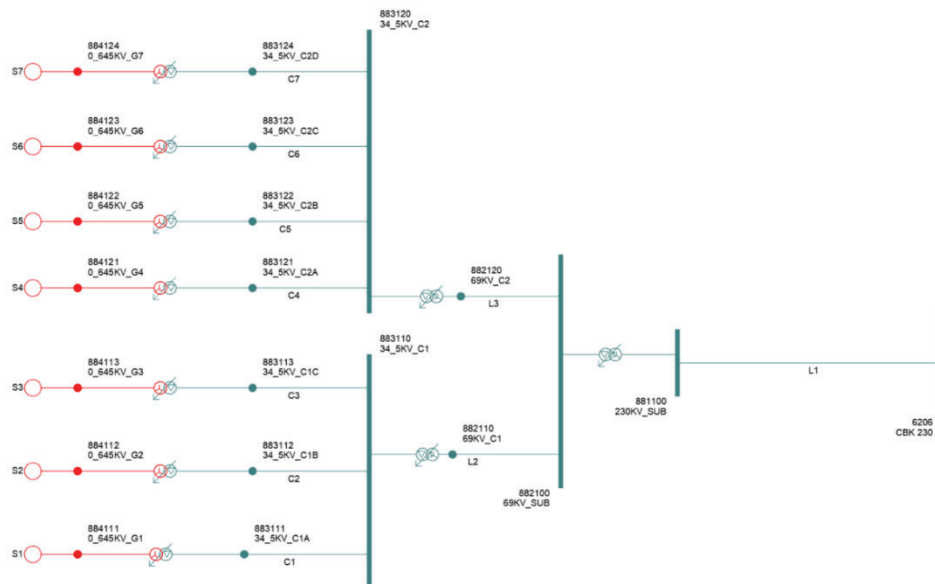 883120
34_5KV_C2
884124
0_645KV_G7
883124
34_5KV_C2D
S7
C7
884123
0_645KV_G6
883123
34_5KV_C2C
S6
C6
884122
0_645KV_G5
883122
34_5KV_C2B
S5
C5
884121
0_645KV_G4
883121
34_5KV_C2A
S4
C4
882120
69KV_C2
L3
883110
34_5KV_C1
884113
0_645KV_G3
883113
34_5KV_C1C
S3
C3
L1
881100
230KV_SUB
6206
CBK 230
884112
0_645KV_G2
883112
34_5KV_C1B
882110
69KV_C1
S2
C2
L2
882100
69KV_SUB
884111
0_645KV_G1
883111
34_5KV_C1A
S1
C1